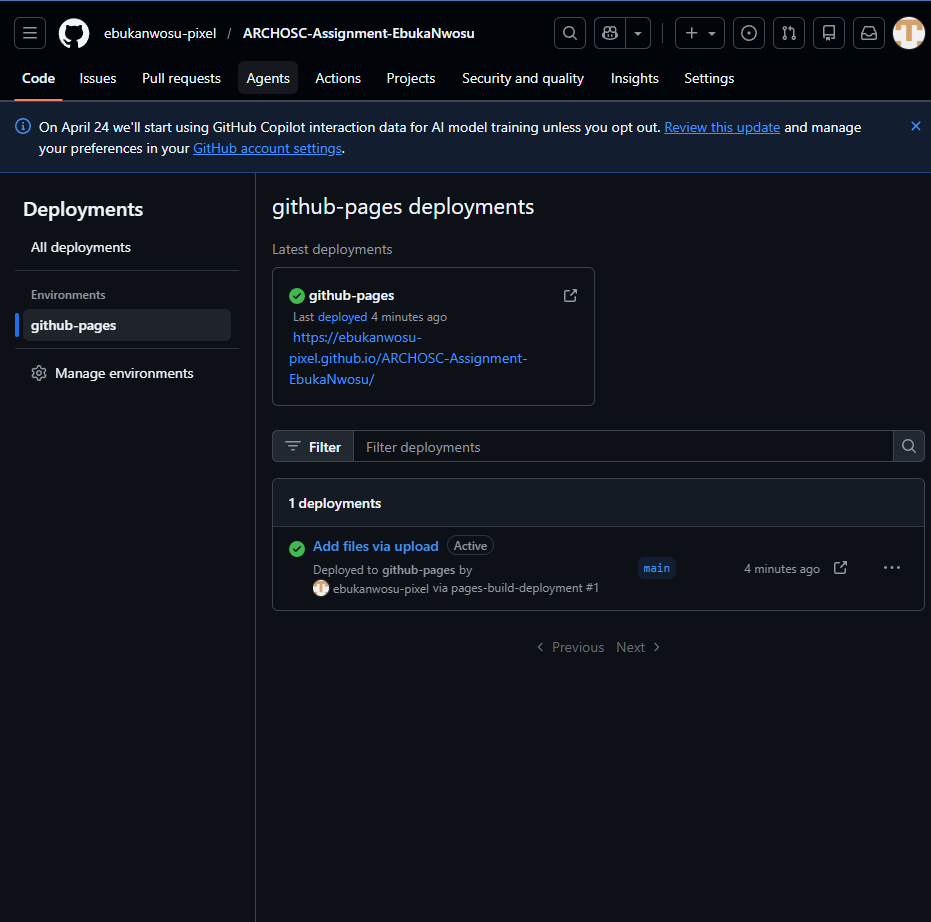 ebukanwosu-pixel / ARCHOSC-Assignment-EbukaNwosu
Code Issues Pull requests Agents Actions Projects Security and quality Insights Settings
On April 24 we'll start using GitHub Copilot interaction data for AI model training unless you opt out. Review this update and manage
your preferences in your GitHub account settings.
Deployments
All deployments
Environments
github-pages
Manage environments
github-pages deployments
Latest deployments
github-pages
Last deployed 4 minutes ago
https://ebukanwosu-
pixel.github.io/ARCHOSC-Assignment-
EbukaNwosu/
Filter Filter deployments
1 deployments
Add files via upload Active
Deployed to github-pages by
ebukanwosu-pixel via pages-build-deployment #1
main 4 minutes ago
Previous Next